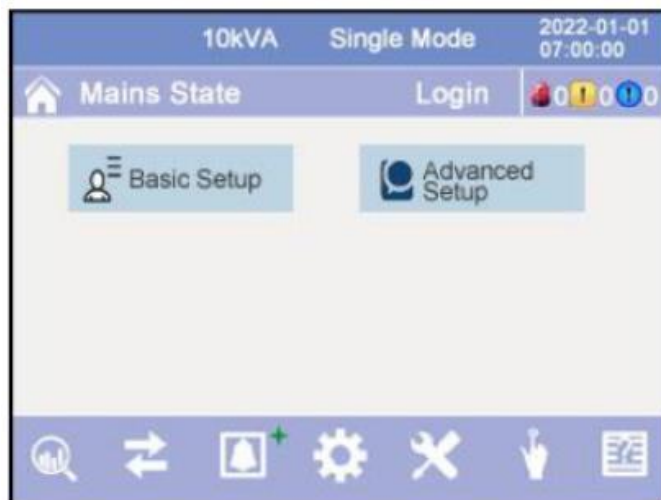 10kVA Single Mode 2022-01-01
07:00:00
Mains State Login 0 0 0
Basic Setup
Advanced
Setup